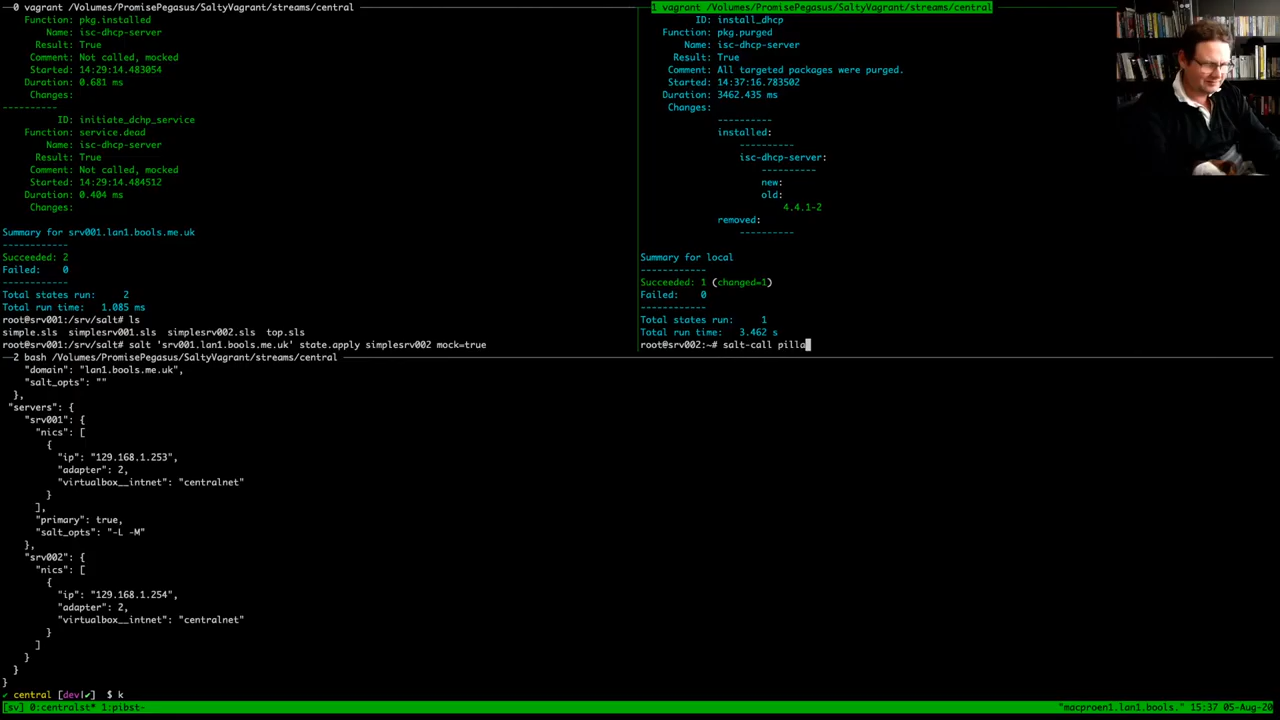 0 vagrant /Volumes/PromisePegasus/SaltyVagrant/streams/central
Function: pkg.installed
Name: isc-dhcp-server
Result: True
Comment: Not called, mocked
Started: 14:29:14.483054
Duration: 0.681 ms
Changes:
----------
ID: initiate_dchp_service
Function: service.dead
Name: isc-dhcp-server
Result: True
Comment: Not called, mocked
Started: 14:29:14.484512
Duration: 0.404 ms
Changes:
Summary for srv001.lan1.bools.me.uk
------------
Succeeded: 2
Failed: 0
------------
Total states run: 2
Total run time: 1.085 ms
root@srv001:/srv/salt# ls
simple.sls simplesrv001.sls simplesrv002.sls top.sls
root@srv001:/srv/salt# salt 'srv001.lan1.bools.me.uk' state.apply simplesrv002 mock=true
1 vagrant /Volumes/PromisePegasus/SaltyVagrant/streams/central
ID: install_dhcp
Function: pkg.purged
Name: isc-dhcp-server
Result: True
Comment: All targeted packages were purged.
Started: 14:37:16.783502
Duration: 3462.435 ms
Changes:
----------
installed:
----------
isc-dhcp-server:
----------
new:
old:
4.4.1-2
removed:
----------
Summary for local
------------
Succeeded: 1 (changed=1)
Failed: 0
------------
Total states run: 1
Total run time: 3.462 s
root@srv002:~# salt-call pilla
2 bash /Volumes/PromisePegasus/SaltyVagrant/streams/central
"domain": "lan1.bools.me.uk",
"salt_opts": ""
},
"servers": {
"srv001": {
"nics": [
{
"ip": "129.168.1.253",
"adapter": 2,
"virtualbox__intnet": "centralnet"
}
],
"primary": true,
"salt_opts": "-L -M"
},
"srv002": {
"nics": [
{
"ip": "129.168.1.254",
"adapter": 2,
"virtualbox__intnet": "centralnet"
}
]
}
}
}
✔ central [dev|✔] $ k
[sv] 0:centralst* 1:pibst- "macproen1.lan1.bools." 15:37 05-Aug-20